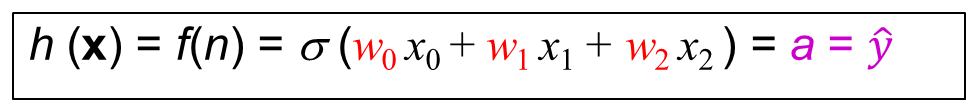 h (x) = f(n) = σ (w₀ x₀ + w₁ x₁ + w₂ x₂ ) = a = ŷ